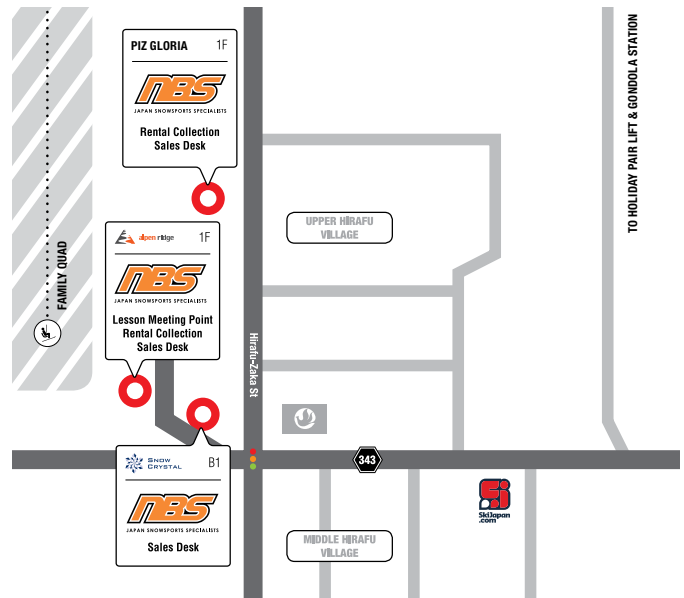 PIZ GLORIA 1F
NBS
JAPAN SNOWSPORTS SPECIALISTS
Rental Collection
Sales Desk
TO HOLIDAY PAIR LIFT & GONDOLA STATION
UPPER HIRAFU
VILLAGE
alpen ridge 1F
NBS
JAPAN SNOWSPORTS SPECIALISTS
Lesson Meeting Point
Rental Collection
Sales Desk
FAMILY QUAD
Hirafu-Zaka St
343
SNOW
CRYSTAL
B1
NBS
JAPAN SNOWSPORTS SPECIALISTS
Sales Desk
SkiJapan
.com
MIDDLE HIRAFU
VILLAGE